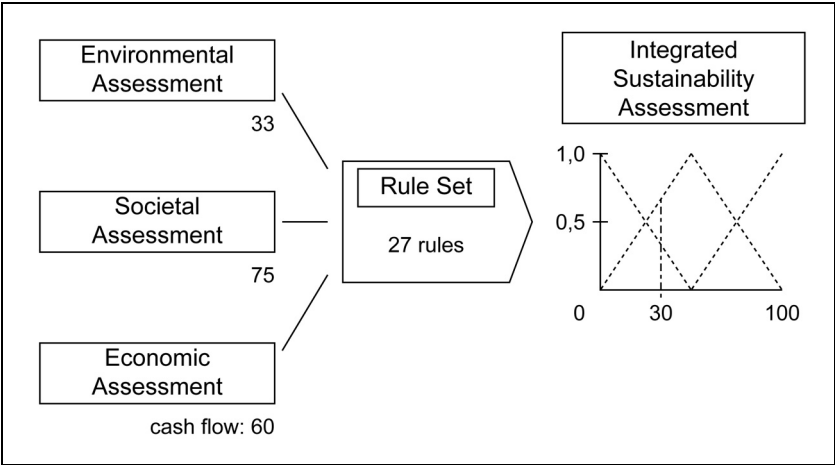 Environmental
Assessment
33
Societal
Assessment
75
Economic
Assessment
cash flow: 60
Rule Set
27 rules
Integrated
Sustainability
Assessment
1,0
0,5
0
30
100